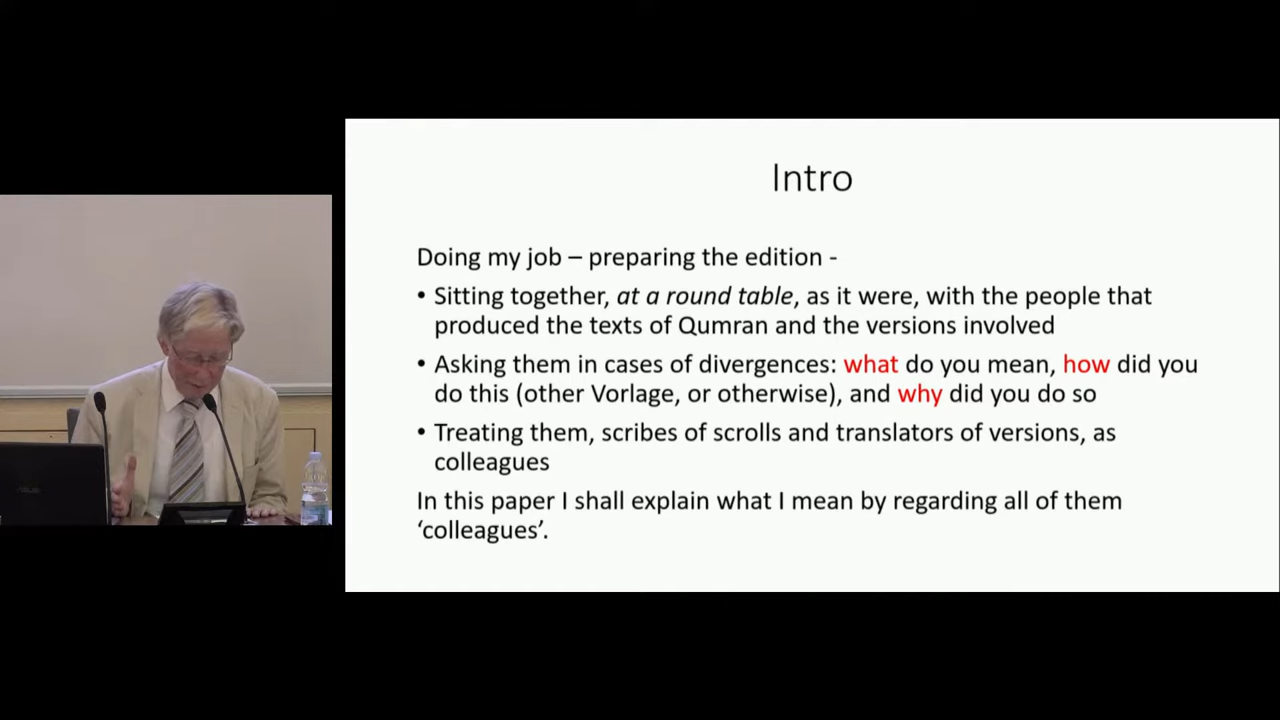 Intro
Doing my job – preparing the edition -
• Sitting together, at a round table, as it were, with the people that
produced the texts of Qumran and the versions involved
• Asking them in cases of divergences: what do you mean, how did you
do this (other Vorlage, or otherwise), and why did you do so
• Treating them, scribes of scrolls and translators of versions, as
colleagues
In this paper I shall explain what I mean by regarding all of them
‘colleagues’.